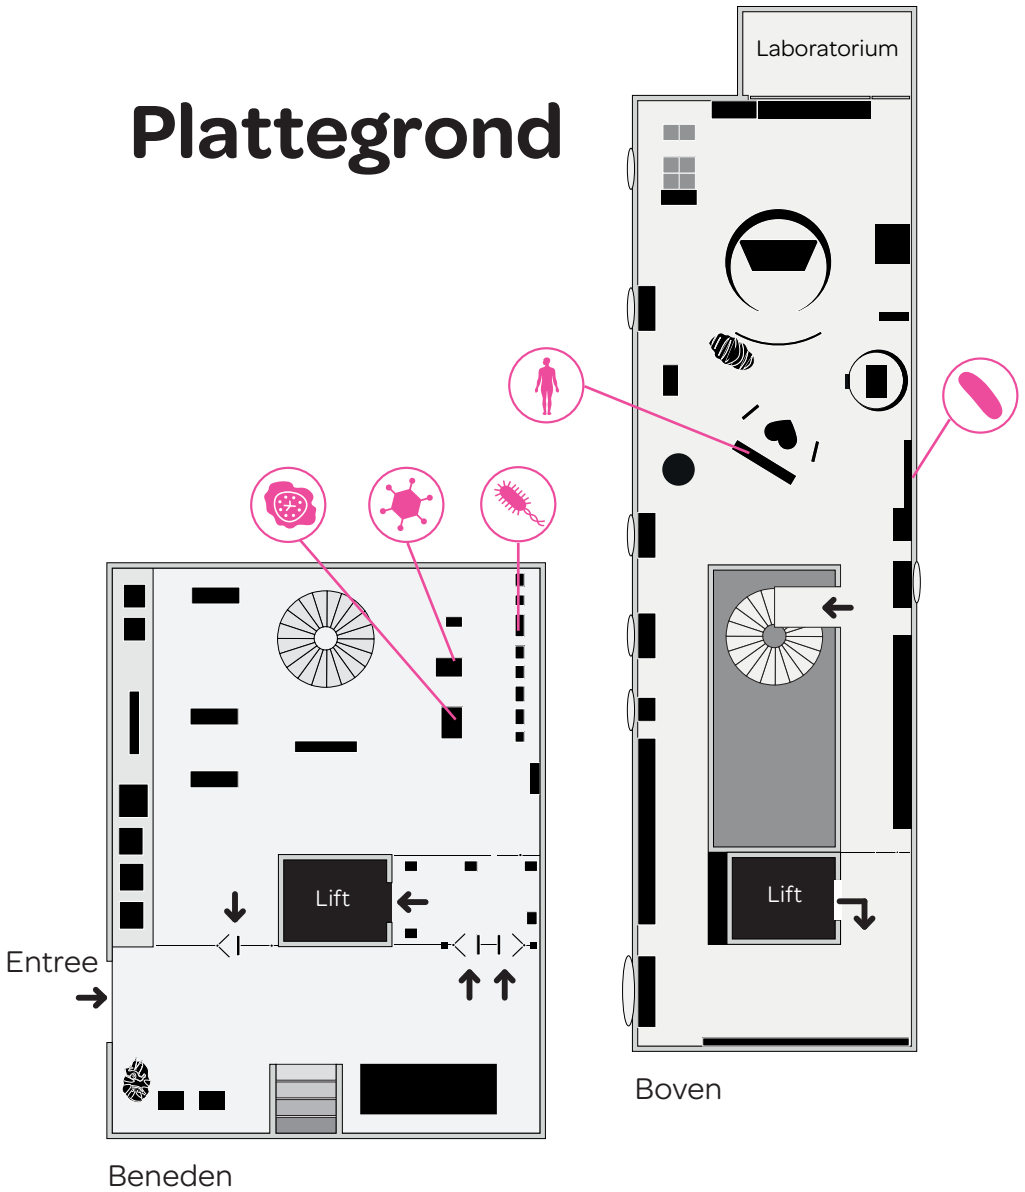 Laboratorium
Plattegrond
Lift
Lift
Entree
Boven
Beneden